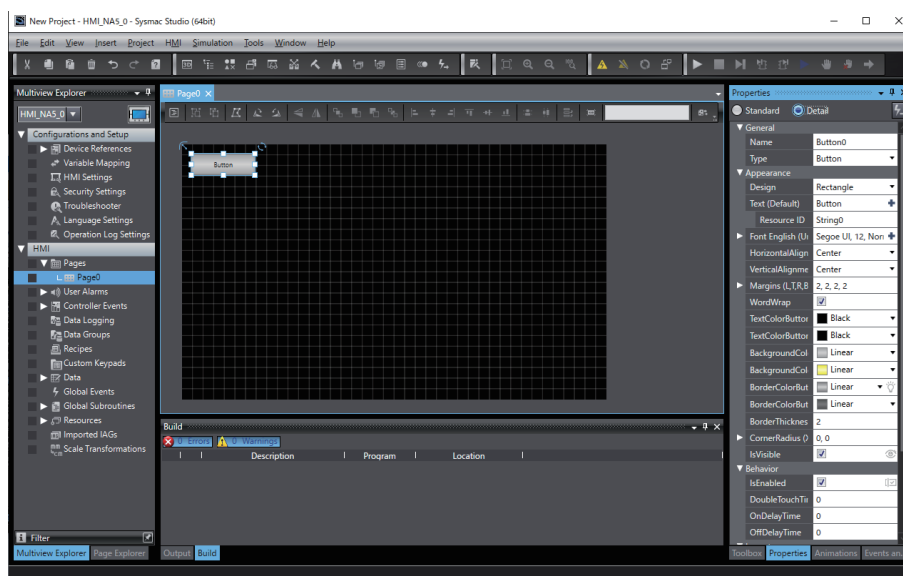 New Project - HMI_NA5_0 - Sysmac Studio (64bit)
File Edit View Insert Project HMI Simulation Tools Window Help
Multiview Explorer
HMI_NA5_0
Configurations and Setup
Device References
Variable Mapping
HMI Settings
Security Settings
Troubleshooter
Language Settings
Operation Log Settings
HMI
Pages
Page0
User Alarms
Controller Events
Data Logging
Data Groups
Recipes
Custom Keypads
Data
Global Events
Global Subroutines
Resources
Imported IAGs
Scale Transformations
Filter
Multiview Explorer Page Explorer
Page0
Button
Build
0 Errors 0 Warnings
Description Program Location
Output Build
Properties
Standard Detail
General
Name Button0
Type Button
Appearance
Design Rectangle
Text (Default) Button
Resource ID String0
Font English (Un Segoe UI, 12, Non
HorizontalAlign Center
VerticalAlignme Center
Margins (L,T,R,B 2, 2, 2, 2
WordWrap
TextColorButtor Black
TextColorButtor Black
BackgroundCol Linear
BackgroundCol Linear
BorderColorBut Linear
BorderColorBut Linear
BorderThicknes 2
CornerRadius 0, 0
IsVisible
Behavior
IsEnabled
DoubleTouchTir 0
OnDelayTime 0
OffDelayTime 0
Toolbox Properties Animations Events an